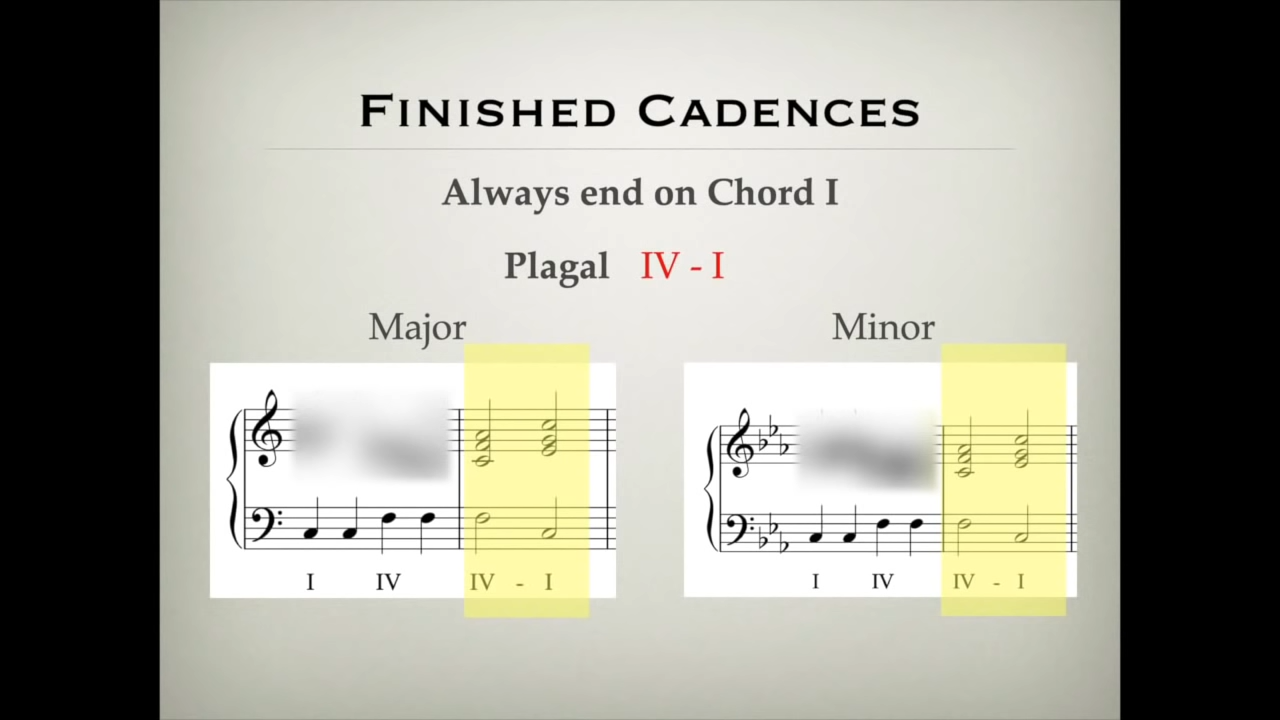 FINISHED CADENCES
Always end on Chord I
Plagal IV - I
Major Minor
I IV IV - I
I IV IV - I